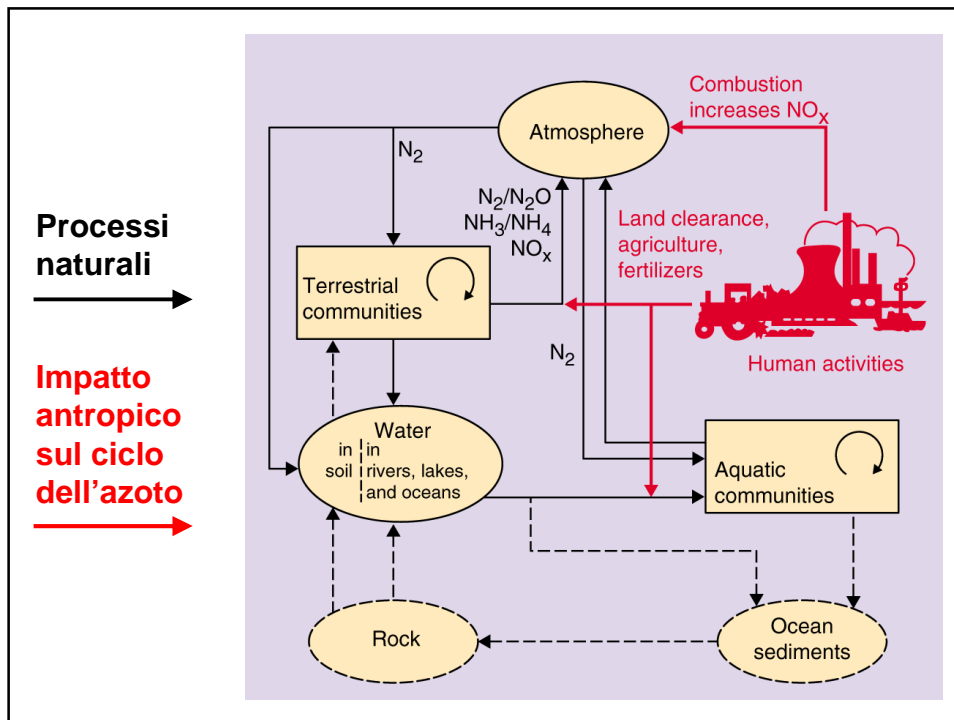 Processi
naturali
Impatto
antropico
sul ciclo
dell’azoto
Combustion
increases NOx
Atmosphere
N2
N2/N2O
NH3/NH4
NOx
Land clearance,
agriculture,
fertilizers
Terrestrial
communities
N2
Human activities
Water
in in
soil rivers, lakes,
and oceans
Aquatic
communities
Rock
Ocean
sediments